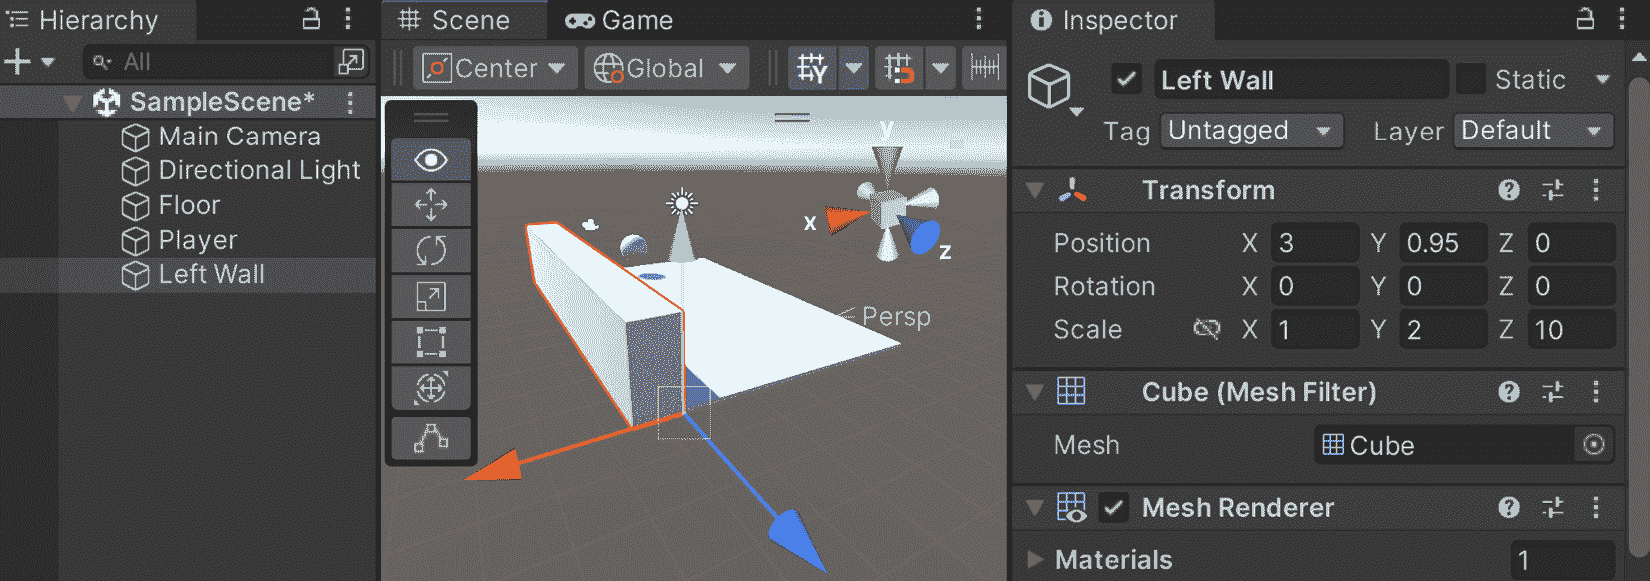 Hierarchy
All
SampleScene*
Main Camera
Directional Light
Floor
Player
Left Wall
Scene
Game
Center
Global
y
x
z
Persp
Inspector
Left Wall
Static
Tag Untagged Layer Default
Transform
Position X 3 Y 0.95 Z 0
Rotation X 0 Y 0 Z 0
Scale X 1 Y 2 Z 10
Cube (Mesh Filter)
Mesh Cube
Mesh Renderer
Materials 1